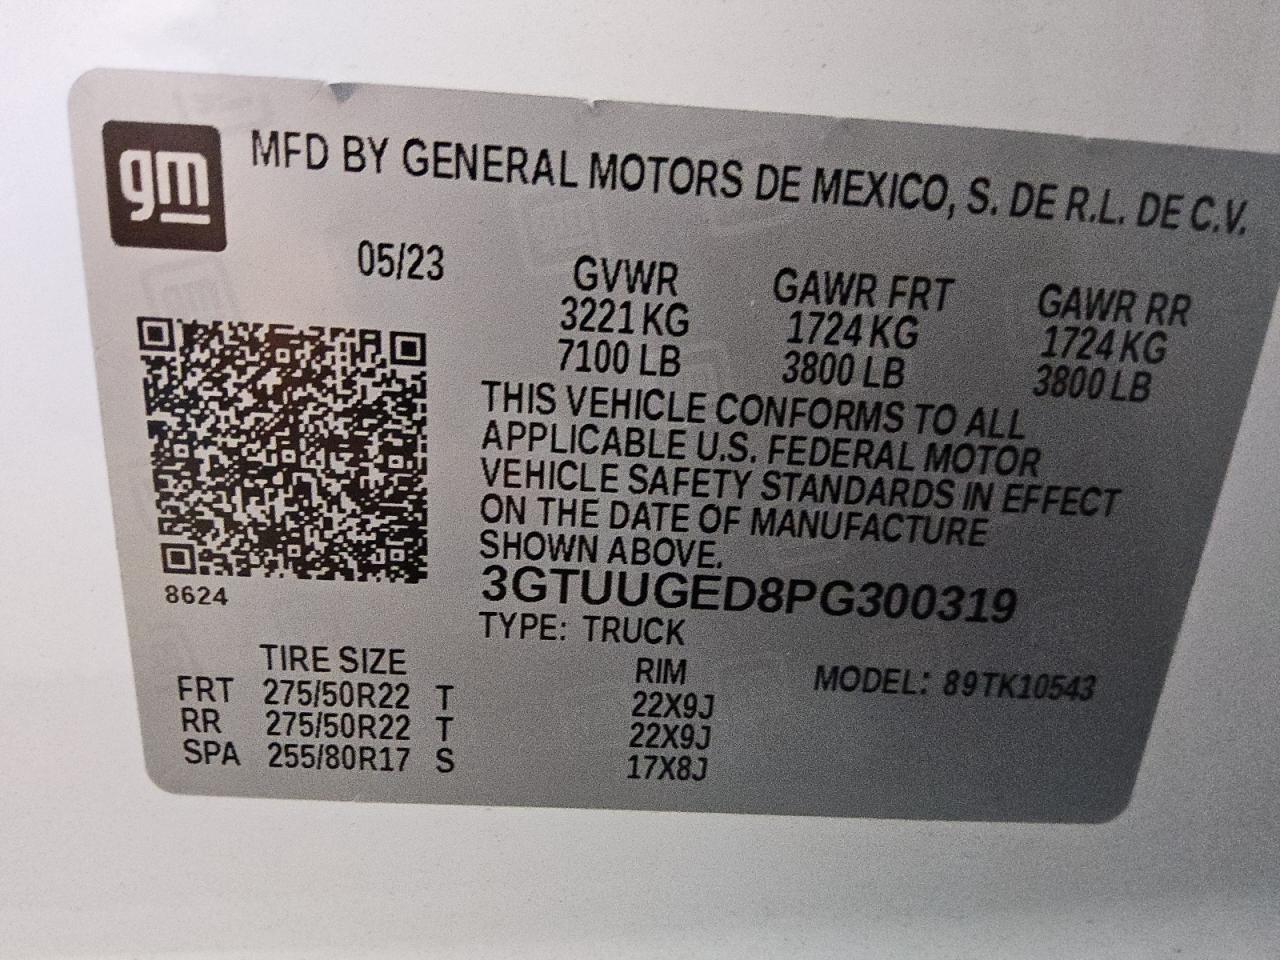 gm
MFD BY GENERAL MOTORS DE MEXICO, S. DE R.L. DE C.V.
05/23
GVWR GAWR FRT GAWR RR
3221 KG 1724 KG 1724 KG
7100 LB 3800 LB 3800 LB
THIS VEHICLE CONFORMS TO ALL
APPLICABLE U.S. FEDERAL MOTOR
VEHICLE SAFETY STANDARDS IN EFFECT
ON THE DATE OF MANUFACTURE
SHOWN ABOVE.
8624
3GTUUGED8PG300319
TYPE: TRUCK
TIRE SIZE RIM MODEL: 89TK10543
FRT 275/50R22 T 22X9J
RR 275/50R22 T 22X9J
SPA 255/80R17 S 17X8J